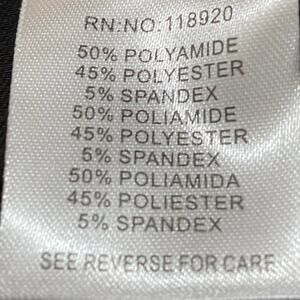 RN:NO.118920
50% POLYAMIDE
45% POLYESTER
5% SPANDEX
50% POLIAMIDE
45% POLYESTER
5% SPANDEX
50% POLIAMIDA
45% POLIESTER
5% SPANDEX
SEE REVERSE FOR CARE